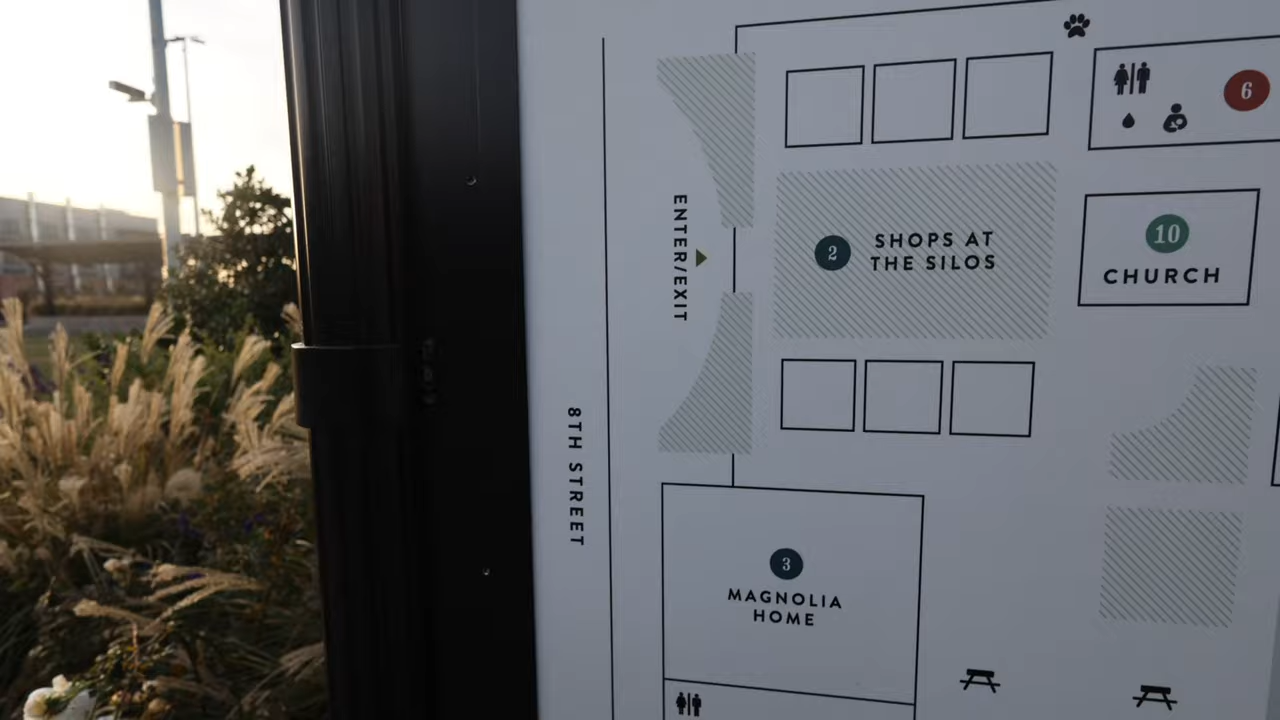 6
ENTER/EXIT
2
SHOPS AT
THE SILOS
10
CHURCH
8TH STREET
3
MAGNOLIA
HOME